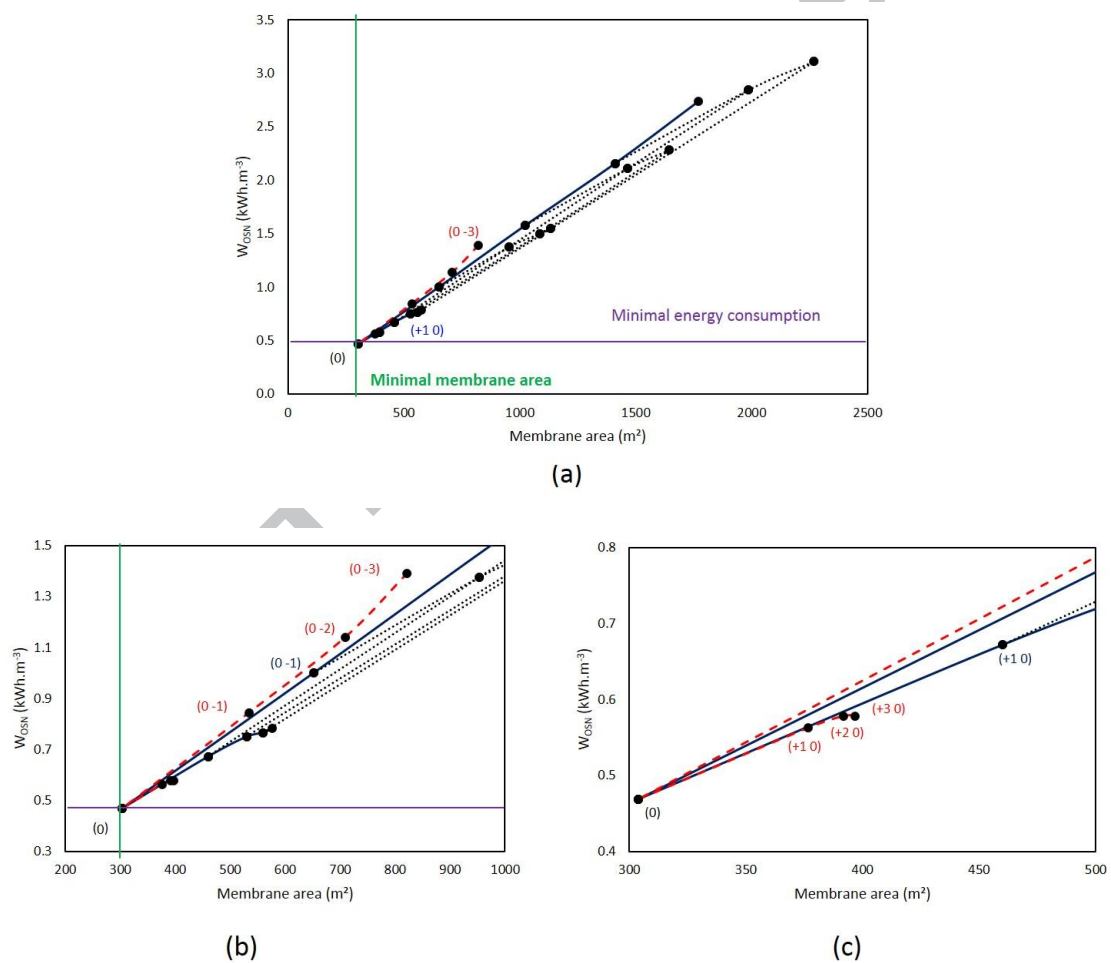 3.5
3.0
2.5
2.0
1.5
1.0
0.5
0.0
W_OSN (kWh.m⁻³)
(0 -3)
(+1 0)
Minimal energy consumption
(0)
Minimal membrane area
0 500 1000 1500 2000 2500
Membrane area (m²)
(a)
1.5
1.3
1.1
0.9
0.7
0.5
0.3
W_OSN (kWh.m⁻³)
(0 -3)
(0 -2)
(0 -1)
(0 -1)
(0)
200 300 400 500 600 700 800 900 1000
Membrane area (m²)
(b)
0.8
0.7
0.6
0.5
0.4
W_OSN (kWh.m⁻³)
(+1 0)
(+3 0)
(+2 0)
(+1 0)
(0)
300 350 400 450 500
Membrane area (m²)
(c)